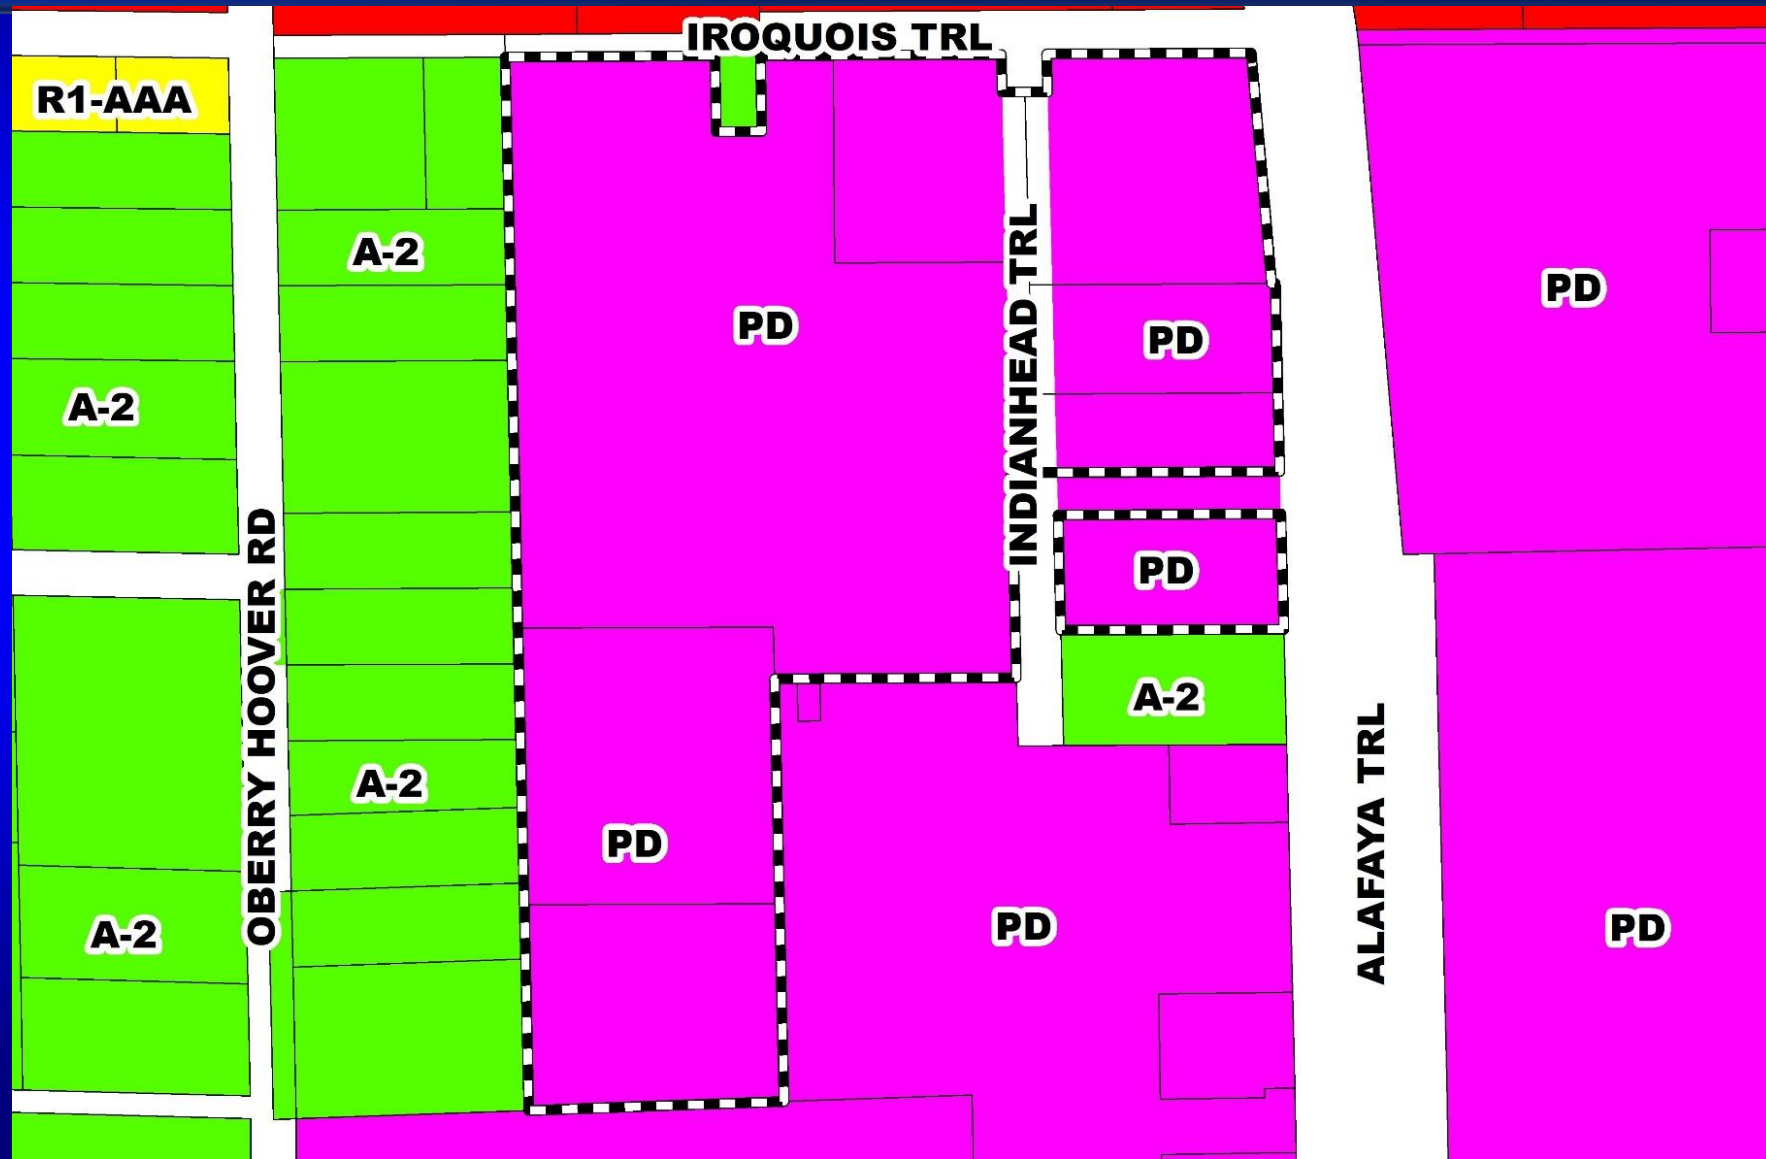 IROQUOIS TRL
R1-AAA
A-2
PD
PD
PD
INDIANHEAD TRL
A-2
PD
A-2
OBERRY HOOVER RD
A-2
PD
ALAFAYA TRL
A-2
PD
PD